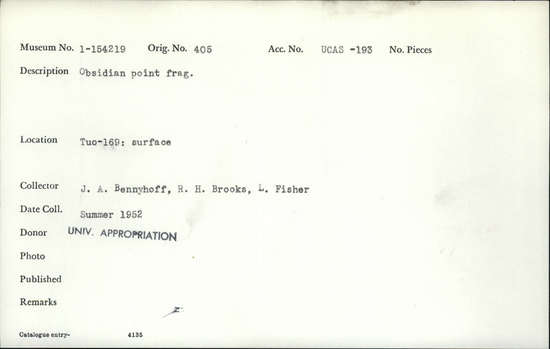 Museum No. 1-154219 Orig. No. 405 Acc. No. UCAS -193 No. Pieces
Description Obsidian point frag.
Location Tuo-169: surface
Collector J. A. Bennyhoff, R. H. Brooks, L. Fisher
Date Coll. Summer 1952
Donor UNIV. APPROPRIATION
Photo
Published
Remarks
Catalogue entry- 4135